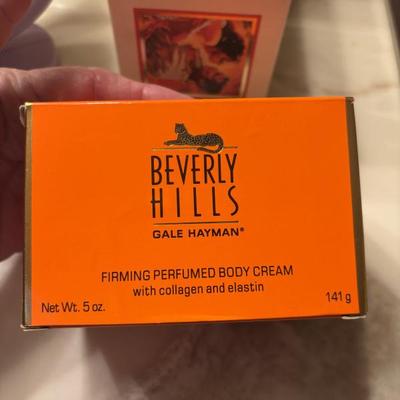 BEVERLY
HILLS
GALE HAYMAN®
FIRMING PERFUMED BODY CREAM
with collagen and elastin
Net Wt. 5 oz. 141 g